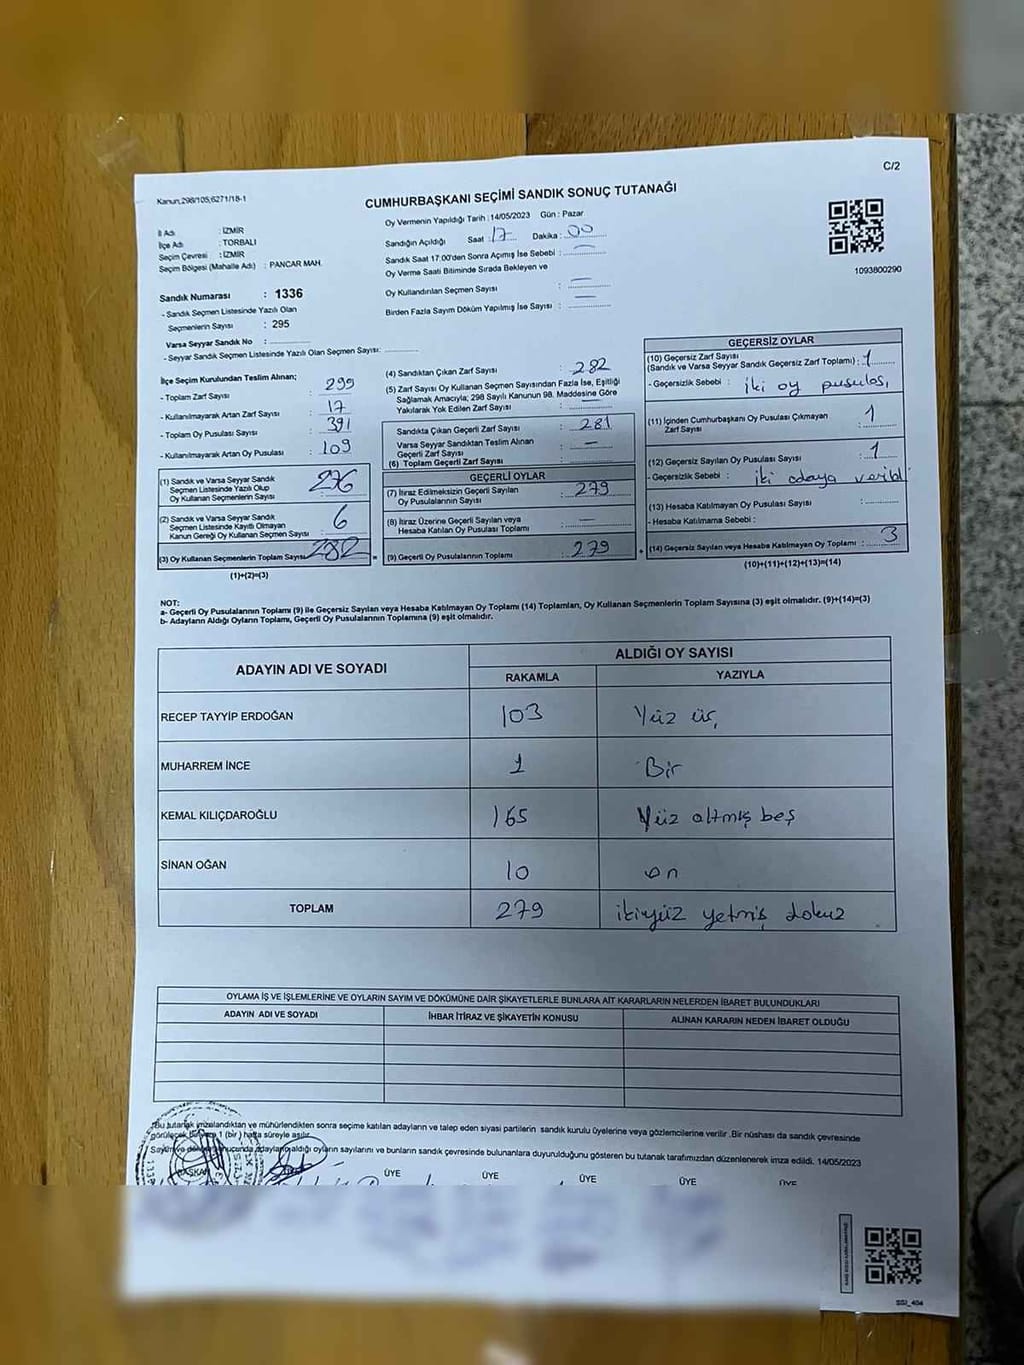 C/2
Kanun;298/105;6271/18-1
CUMHURBAŞKANI SEÇİMİ SANDIK SONUÇ TUTANAĞI
İl Adı : İZMİR
İlçe Adı : TORBALI
Seçim Çevresi : İZMİR
Seçim Bölgesi (Mahalle Adı) : PANCAR MAH.
Sandık Numarası : 1336
- Sandık Seçmen Listesinde Yazılı Olan
Seçmenlerin Sayısı : 295
Varsa Seyyar Sandık No :
- Seyyar Sandık Seçmen Listesinde Yazılı Olan Seçmen Sayısı:
Oy Vermenin Yapıldığı Tarih : 14/05/2023 Gün : Pazar
Sandığın Açıldığı Saat : 17 Dakika : 00
Sandık Saat 17.00'den Sonra Açımış İse Sebebi : —
Oy Verme Saati Bitiminde Sırada Bekleyen ve
Oy Kullandırılan Seçmen Sayısı : —
Birden Fazla Sayım Döküm Yapılmış İse Sayısı : —
1093800290
İlçe Seçim Kurulundan Teslim Alınan;
- Toplam Zarf Sayısı : 299
- Kullanılmayarak Artan Zarf Sayısı : 17
- Toplam Oy Pusulası Sayısı : 391
- Kullanılmayarak Artan Oy Pusulası : 109
(1) Sandık ve Varsa Seyyar Sandık
Seçmen Listesinde Yazılı Olup
Oy Kullanan Seçmenlerin Sayısı : 276
(2) Sandık ve Varsa Seyyar Sandık
Seçmen Listesinde Kayıtlı Olmayan
Kanun Gereği Oy Kullanan Seçmen Sayısı : 6
(3) Oy Kullanan Seçmenlerin Toplam Sayısı : 282 =
(1)+(2)=(3)
(4) Sandıktan Çıkan Zarf Sayısı : 282
(5) Zarf Sayısı Oy Kullanan Seçmen Sayısından Fazla İse, Eşitliği
Sağlamak Amacıyla; 298 Sayılı Kanunun 98. Maddesine Göre
Yakılarak Yok Edilen Zarf Sayısı : —
Sandıkta Çıkan Geçerli Zarf Sayısı : 281
Varsa Seyyar Sandıktan Teslim Alınan
Geçerli Zarf Sayısı : —
(6) Toplam Geçerli Zarf Sayısı :
GEÇERLİ OYLAR
(7) İtiraz Edilmeksizin Geçerli Sayılan
Oy Pusulasının Sayısı : 279
(8) İtiraz Üzerine Geçerli Sayılan veya
Hesaba Katılan Oy Pusulası Toplamı : —
(9) Geçerli Oy Pusulalarının Toplamı : 279 +
GEÇERSİZ OYLAR
(10) Geçersiz Zarf Sayısı
(Sandık ve Varsa Seyyar Sandık Geçersiz Zarf Toplamı) : 1
- Geçersizlik Sebebi : iki oy pusulası
(11) İçinden Cumhurbaşkanı Oy Pusulası Çıkmayan
Zarf Sayısı : 1
(12) Geçersiz Sayılan Oy Pusulası Sayısı : 1
- Geçersizlik Sebebi : iki adaya verildi
(13) Hesaba Katılmayan Oy Pusulası Sayısı :
- Hesaba Katılmama Sebebi :
(14) Geçersiz Sayılan veya Hesaba Katılmayan Oy Toplamı : 3
(10)+(11)+(12)+(13)=(14)
NOT:
a- Geçerli Oy Pusulalarının Toplamı (9) ile Geçersiz Sayılan veya Hesaba Katılmayan Oy Toplamı (14) Toplamları, Oy Kullanan Seçmenlerin Toplam Sayısına (3) eşit olmalıdır. (9)+(14)=(3)
b- Adayların Aldığı Oyların Toplamı, Geçerli Oy Pusulalarının Toplamına (9) eşit olmalıdır.
ADAYIN ADI VE SOYADI ALDIĞI OY SAYISI
RAKAMLA YAZIYLA
RECEP TAYYİP ERDOĞAN 103 Yüz üç
MUHARREM İNCE 1 Bir
KEMAL KILIÇDAROĞLU 165 Yüz altmış beş
SİNAN OĞAN 10 on
TOPLAM 279 ikiyüz yetmiş dokuz
OYLAMA İŞ VE İŞLEMLERİNE VE OYLARIN SAYIM VE DÖKÜMÜNE DAİR ŞİKAYETLERLE BUNLARA AİT KARARLARIN NELERDEN İBARET BULUNDUKLARI
ADAYIN ADI VE SOYADI İHBAR İTİRAZ VE ŞİKAYETİN KONUSU ALINAN KARARIN NEDEN İBARET OLDUĞU
Bu tutanak imzalandıktan ve mühürlendikten sonra seçime katılan adayların ve talep eden siyasi partilerin sandık kurulu üyelerine veya gözlemcilerine verilir. Bir nüshası da sandık çevresinde
görülecek bir yere 1 (bir) hafta süreyle asılır.
Sayım ve döküm sonucunda adayların aldığı oyların sayılarını ve bunların sandık çevresinde bulunanlara duyurulduğunu gösteren bu tutanak tarafımızdan düzenlenerek imza edildi. 14/05/2023
BAŞKAN ÜYE ÜYE ÜYE ÜYE ÜYE
SSI_404